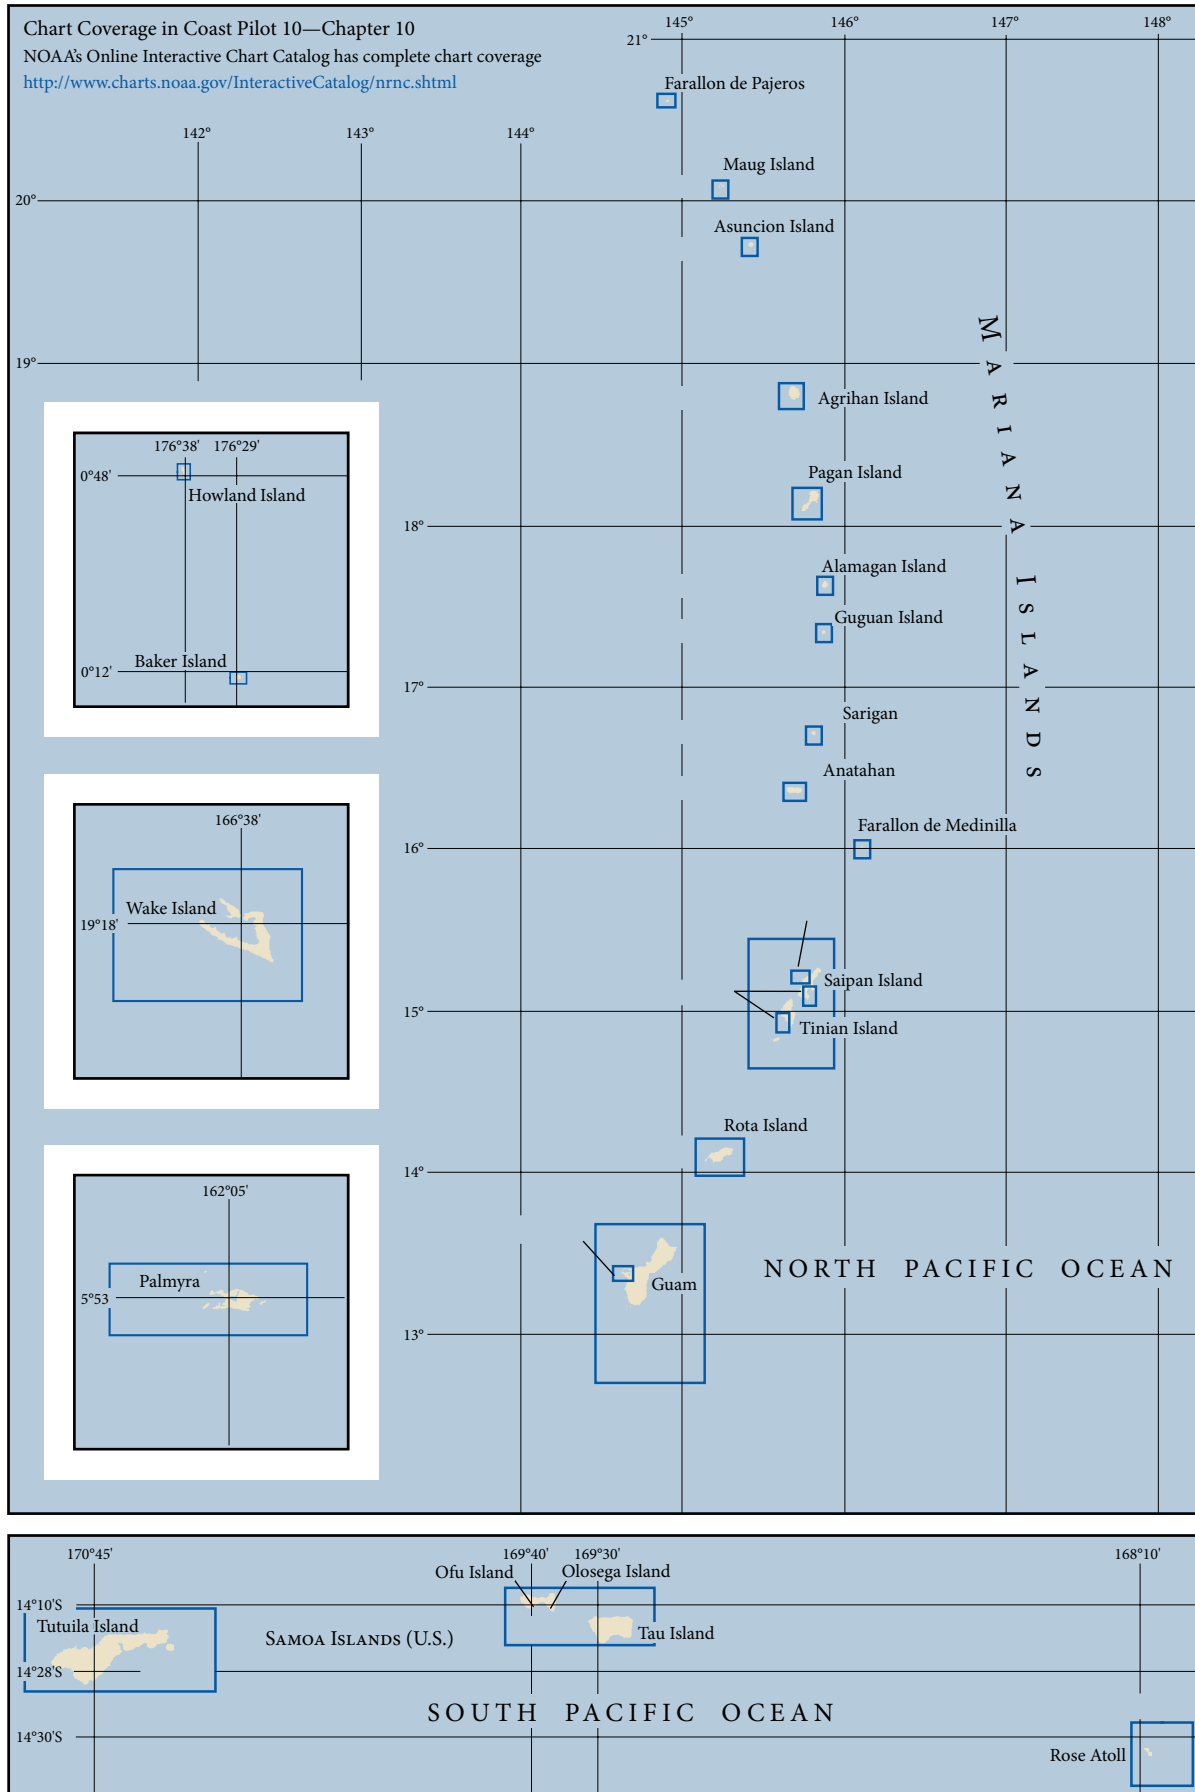 Chart Coverage in Coast Pilot 10—Chapter 10
NOAA's Online Interactive Chart Catalog has complete chart coverage
http://www.charts.noaa.gov/InteractiveCatalog/nrnc.shtml
145° 146° 147° 148°
21°
Farallon de Pajeros
142° 143° 144°
Maug Island
20°
Asuncion Island
19°
Agrihan Island
MARIANA ISLANDS
Pagan Island
18°
Alamagan Island
Guguan Island
17°
Sarigan
Anatahan
Farallon de Medinilla
16°
Saipan Island
15°
Tinian Island
Rota Island
14°
Guam
NORTH PACIFIC OCEAN
13°
176°38' 176°29'
0°48'
Howland Island
Baker Island
0°12'
166°38'
Wake Island
19°18'
162°05'
Palmyra
5°53
170°45' 169°40' 169°30' 168°10'
Ofu Island Olosega Island
14°10'S
Tutuila Island
SAMOA ISLANDS (U.S.)
Tau Island
14°28'S
SOUTH PACIFIC OCEAN
14°30'S
Rose Atoll